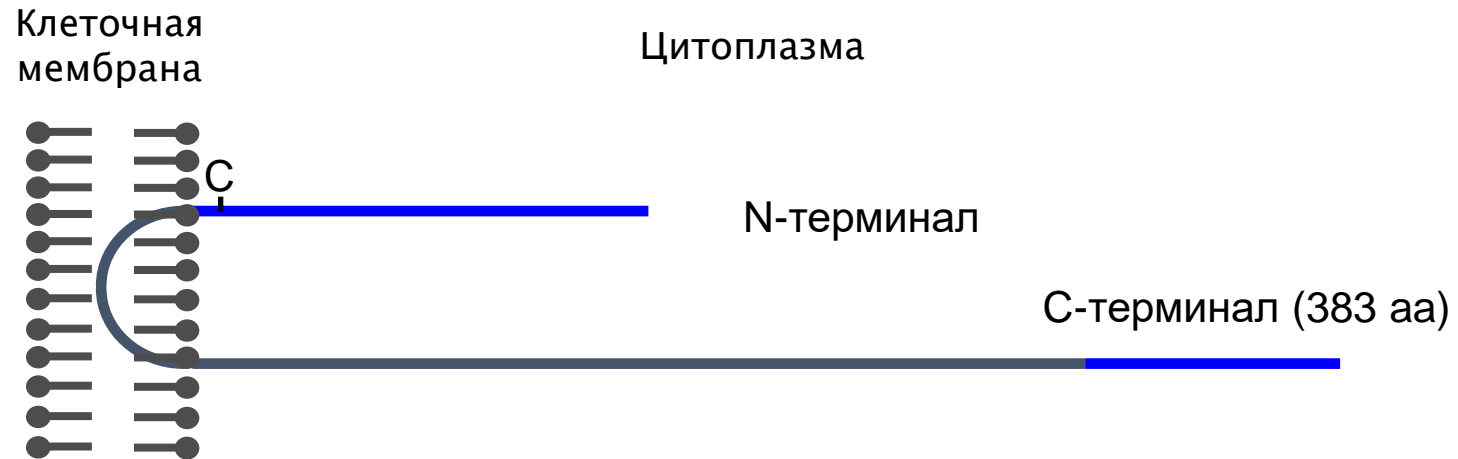 Клеточная
мембрана
Цитоплазма
C
N-терминал
C-терминал (383 aa)